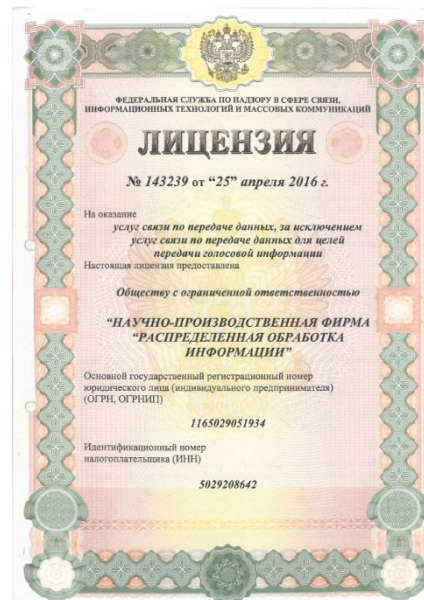 ФЕДЕРАЛЬНАЯ СЛУЖБА ПО НАДЗОРУ В СФЕРЕ СВЯЗИ,
ИНФОРМАЦИОННЫХ ТЕХНОЛОГИЙ И МАССОВЫХ КОММУНИКАЦИЙ
ЛИЦЕНЗИЯ
№ 143239 от “25” апреля 2016 г.
На оказание
услуг связи по передаче данных, за исключением
услуг связи по передаче данных для целей
передачи голосовой информации
Настоящая лицензия предоставлена
Обществу с ограниченной ответственностью
“НАУЧНО-ПРОИЗВОДСТВЕННАЯ ФИРМА
“РАСПРЕДЕЛЕННАЯ ОБРАБОТКА
ИНФОРМАЦИИ”
Основной государственный регистрационный номер
юридического лица (индивидуального предпринимателя)
(ОГРН, ОГРНИП)
1165029051934
Идентификационный номер
налогоплательщика (ИНН)
5029208642